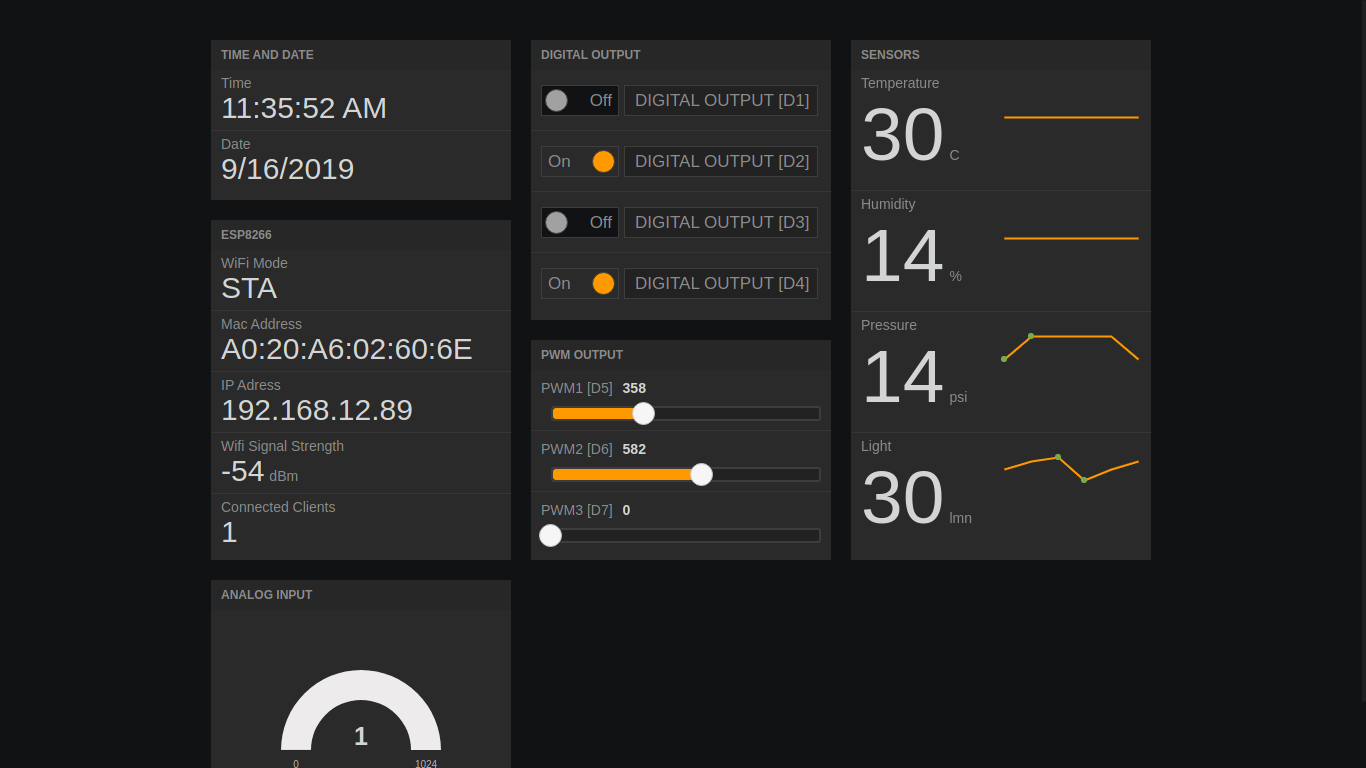 TIME AND DATE
Time
11:35:52 AM
Date
9/16/2019
ESP8266
WiFi Mode
STA
Mac Address
A0:20:A6:02:60:6E
IP Adress
192.168.12.89
Wifi Signal Strength
-54 dBm
Connected Clients
1
ANALOG INPUT
1
0 1024
DIGITAL OUTPUT
Off DIGITAL OUTPUT [D1]
On DIGITAL OUTPUT [D2]
Off DIGITAL OUTPUT [D3]
On DIGITAL OUTPUT [D4]
PWM OUTPUT
PWM1 [D5] 358
PWM2 [D6] 582
PWM3 [D7] 0
SENSORS
Temperature
30 C
Humidity
14 %
Pressure
14 psi
Light
30 lmn